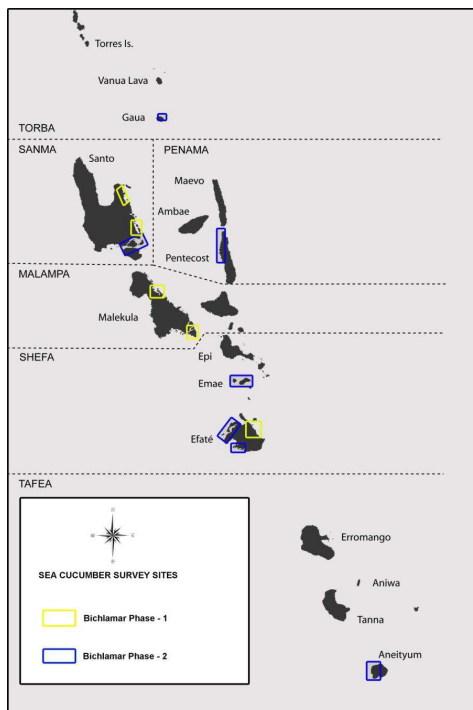 Torres Is.
Vanua Lava
Gaua
TORBA
SANMA
PENAMA
Santo
Maevo
Ambae
Pentecost
MALAMPA
Malekula
SHEFA
Epi
Emae
Efaté
TAFEA
Erromango
Aniwa
Tanna
Aneityum
SEA CUCUMBER SURVEY SITES
Bichlamar Phase - 1
Bichlamar Phase - 2